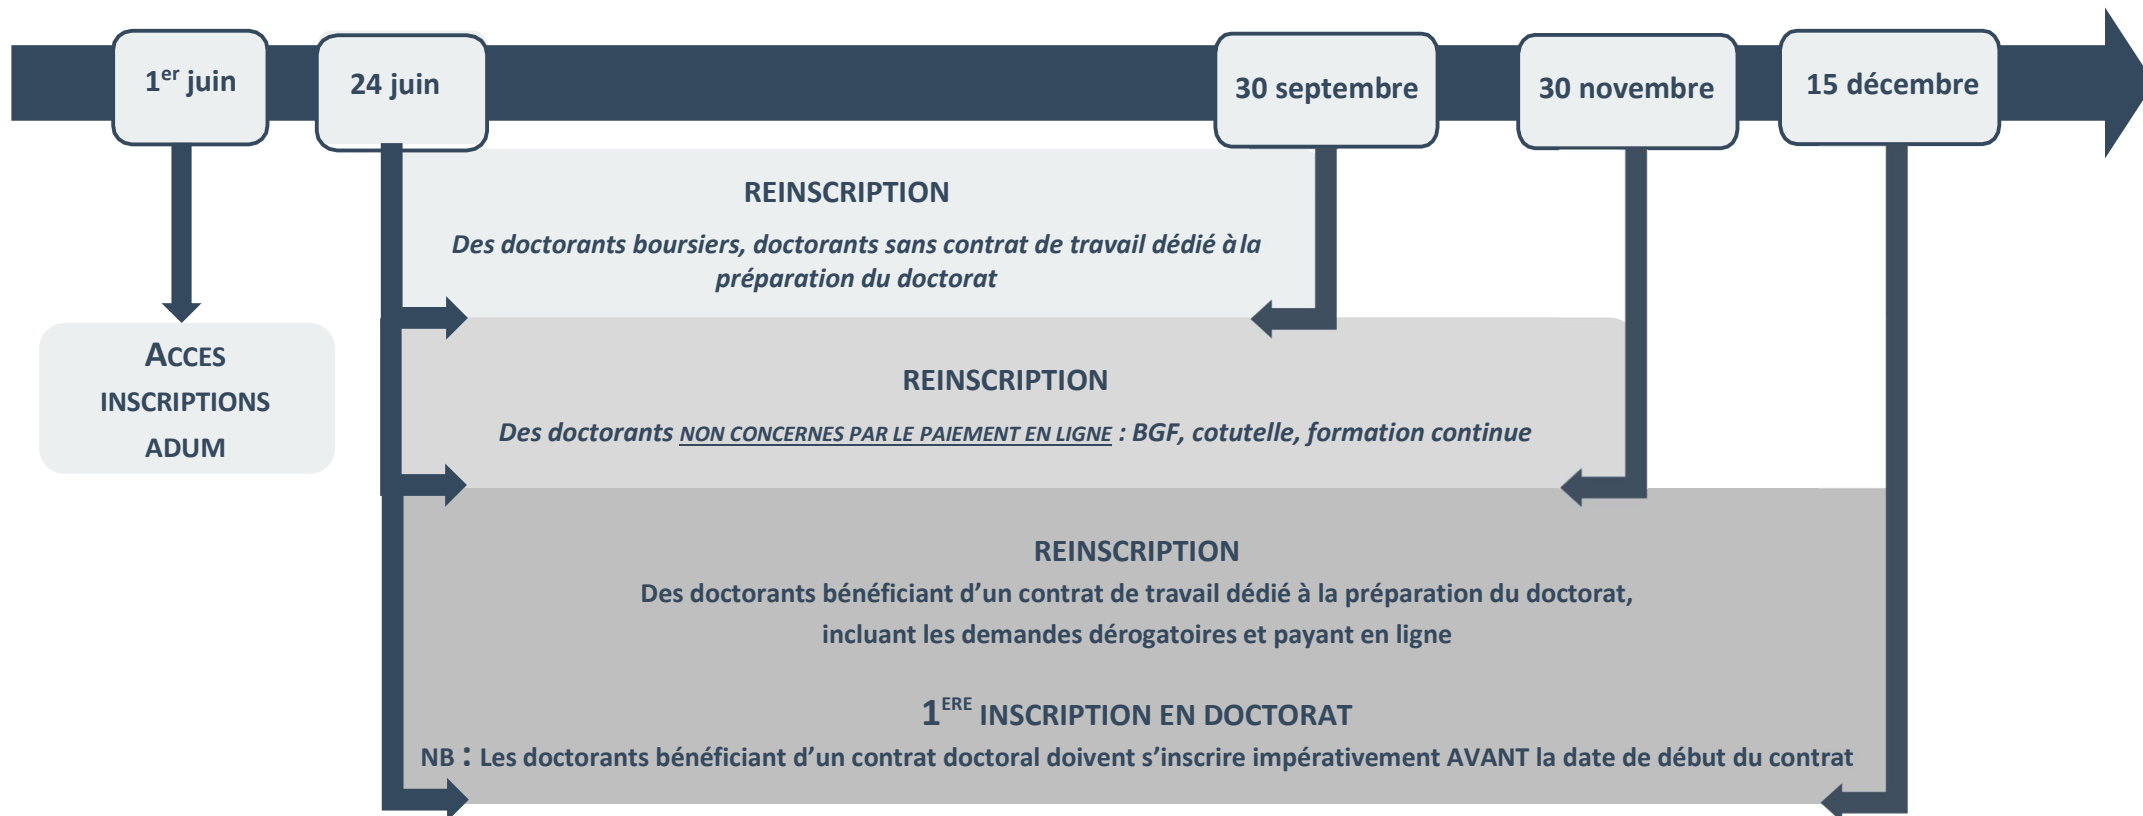 1er juin
24 juin
30 septembre
30 novembre
15 décembre
REINSCRIPTION
Des doctorants boursiers, doctorants sans contrat de travail dédié à la
préparation du doctorat
ACCES
INSCRIPTIONS
ADUM
REINSCRIPTION
Des doctorants NON CONCERNES PAR LE PAIEMENT EN LIGNE : BGF, cotutelle, formation continue
REINSCRIPTION
Des doctorants bénéficiant d’un contrat de travail dédié à la préparation du doctorat,
incluant les demandes dérogatoires et payant en ligne
1ERE INSCRIPTION EN DOCTORAT
NB : Les doctorants bénéficiant d’un contrat doctoral doivent s’inscrire impérativement AVANT la date de début du contrat